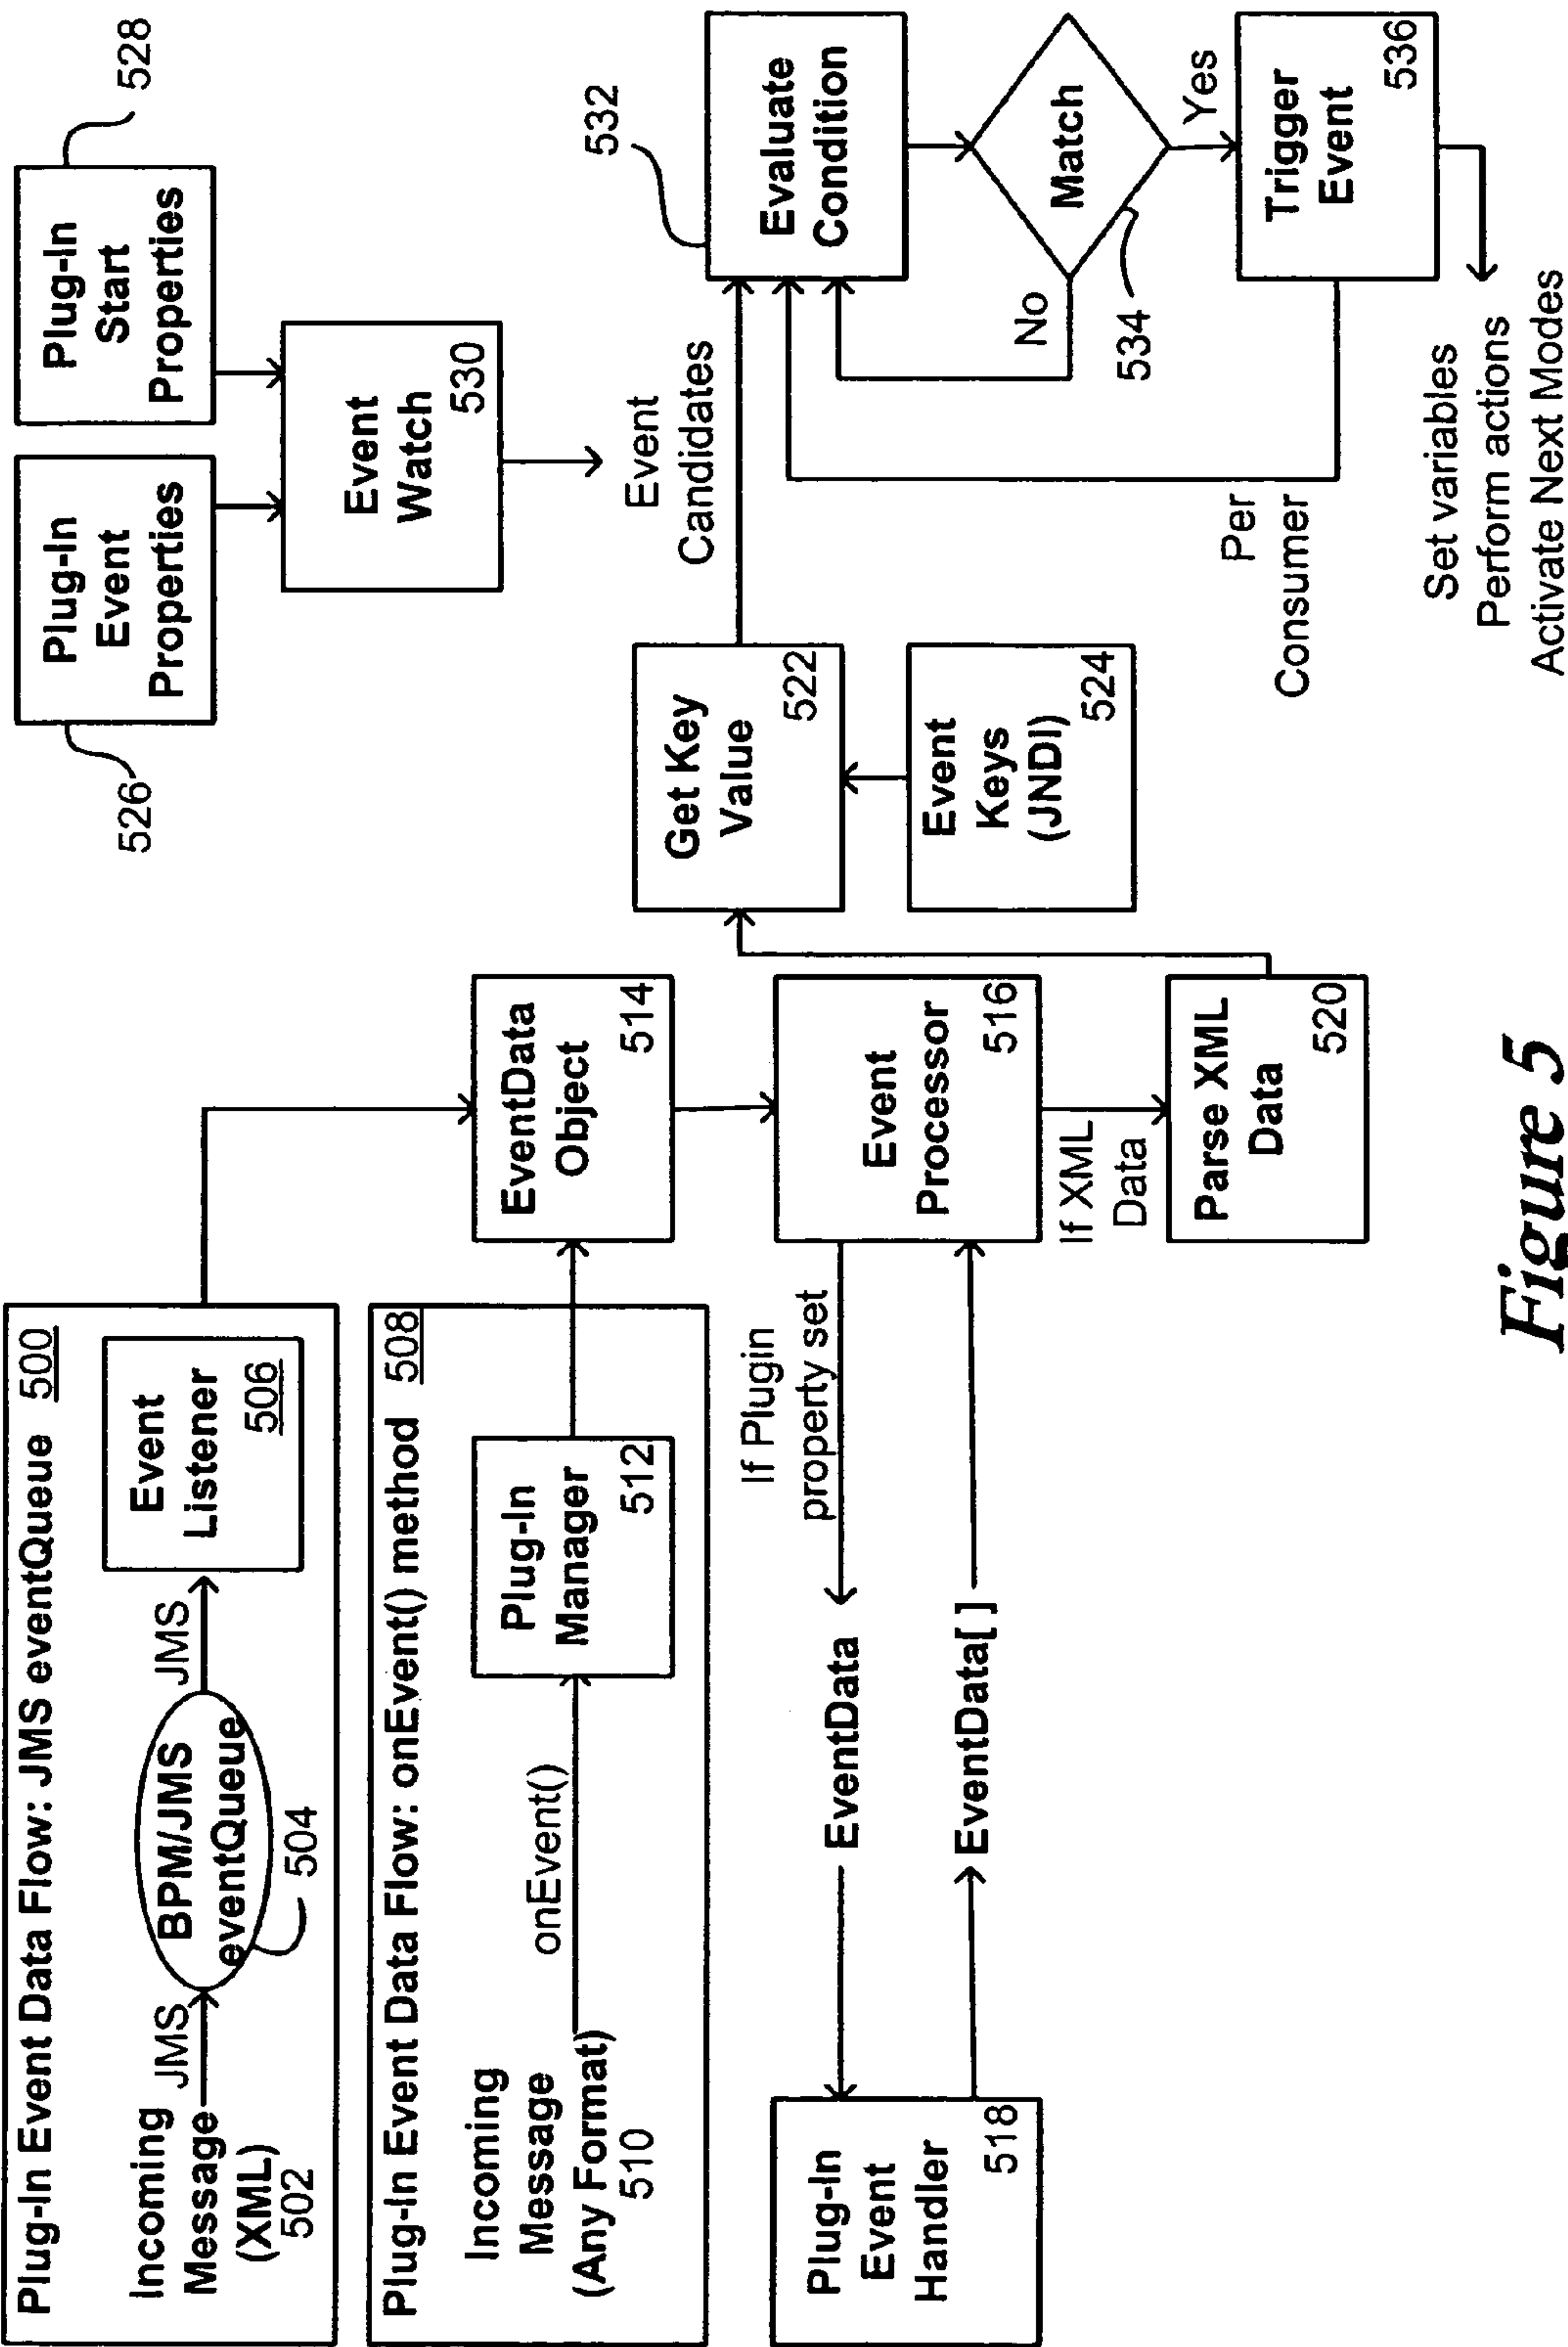 Plug-In Event Data Flow: JMS eventQueue 500
Incoming
Message
(XML)
502
JMS
BPM/JMS
eventQueue
504
JMS
Event
Listener
506
Plug-In Event Data Flow: onEvent() method 508
Incoming
Message
(Any Format)
510
onEvent()
Plug-In
Manager
512
EventData
Object
514
Event
Processor
516
If Plugin
property set
EventData
EventData[ ]
Plug-In
Event
Handler
518
If XML
Data
Parse XML
Data
520
Get Key
Value
522
Event
Keys
(JNDI)
524
526
Plug-In
Event
Properties
Plug-In
Start
Properties
528
Event
Watch
530
Event
Candidates
532
Evaluate
Condition
Match
534
No
Yes
Trigger
Event
536
Per
Consumer
Set variables
Perform actions
Activate Next Modes
Figure 5